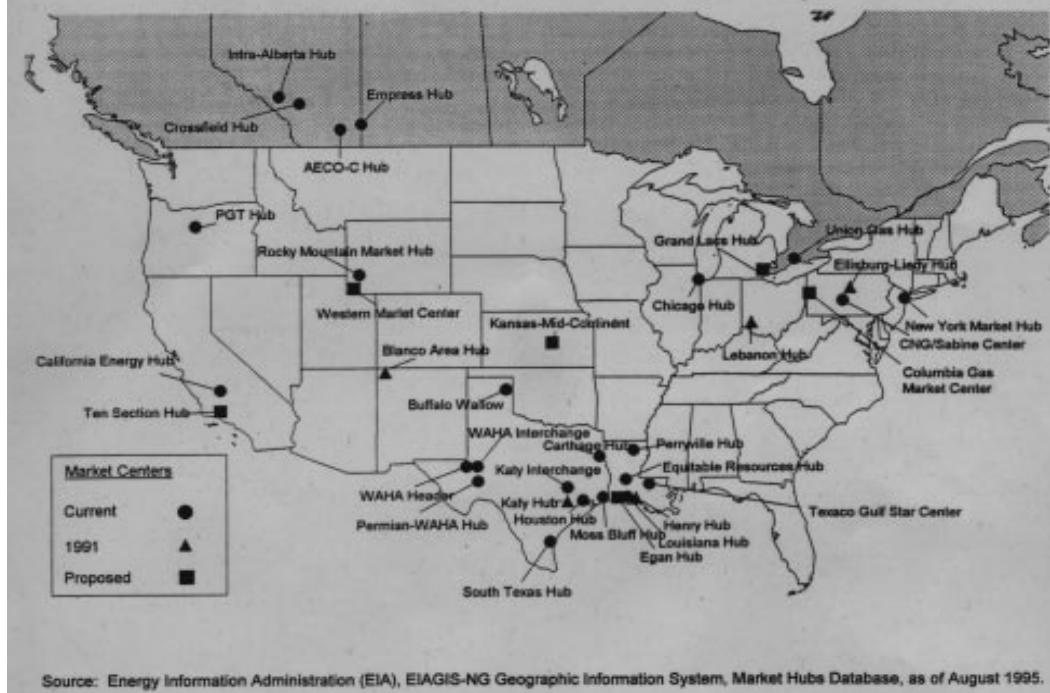 Intra-Alberta Hub
Empress Hub
Crossfield Hub
AECO-C Hub
PGT Hub
Rocky Mountain Market Hub
Grand Lacs Hub
Union Gas Hub
Ellisburg-Liedy Hub
Western Market Center
Chicago Hub
Kansas-Mid-Continent
New York Market Hub
CNG/Sabine Center
Lebanon Hub
California Energy Hub
Blanco Area Hub
Columbia Gas
Market Center
Buffalo Wallow
Ten Section Hub
WAHA Interchange
Carthage Hub
Perryville Hub
Market Centers
Katy Interchange
Equitable Resources Hub
WAHA Header
Katy Hub
Current
Texaco Gulf Star Center
Permian-WAHA Hub
Houston Hub
Henry Hub
Moss Bluff Hub
Louisiana Hub
1991
Egan Hub
Proposed
South Texas Hub
Source: Energy Information Administration (EIA), EIAGIS-NG Geographic Information System, Market Hubs Database, as of August 1995.